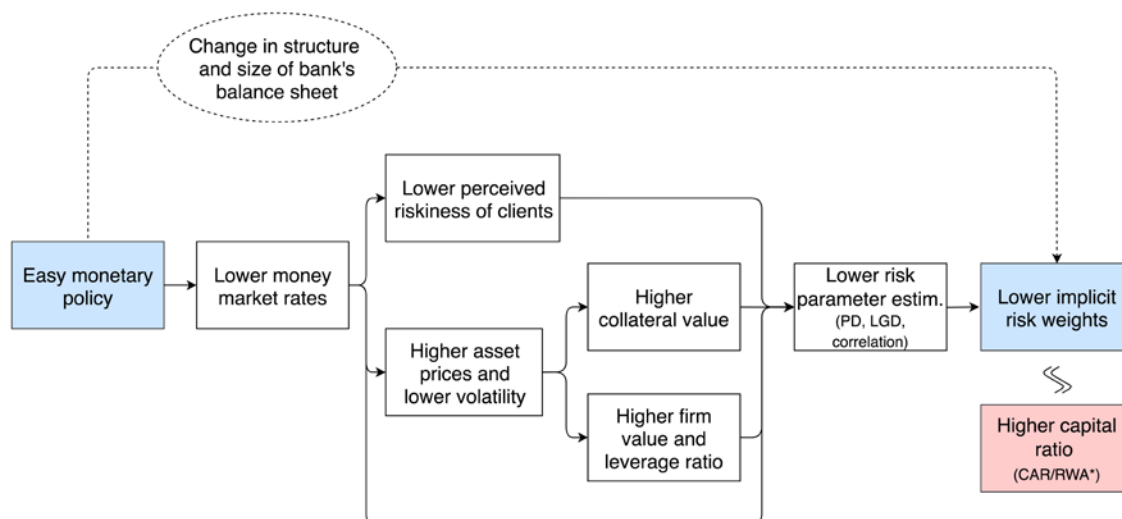 Change in structure
and size of bank's
balance sheet
Lower perceived
riskiness of clients
Easy monetary
policy
Lower money
market rates
Higher
collateral value
Lower risk
parameter estim.
(PD, LGD,
correlation)
Lower implicit
risk weights
Higher asset
prices and
lower volatility
Higher firm
value and
leverage ratio
Higher capital
ratio
(CAR/RWA*)